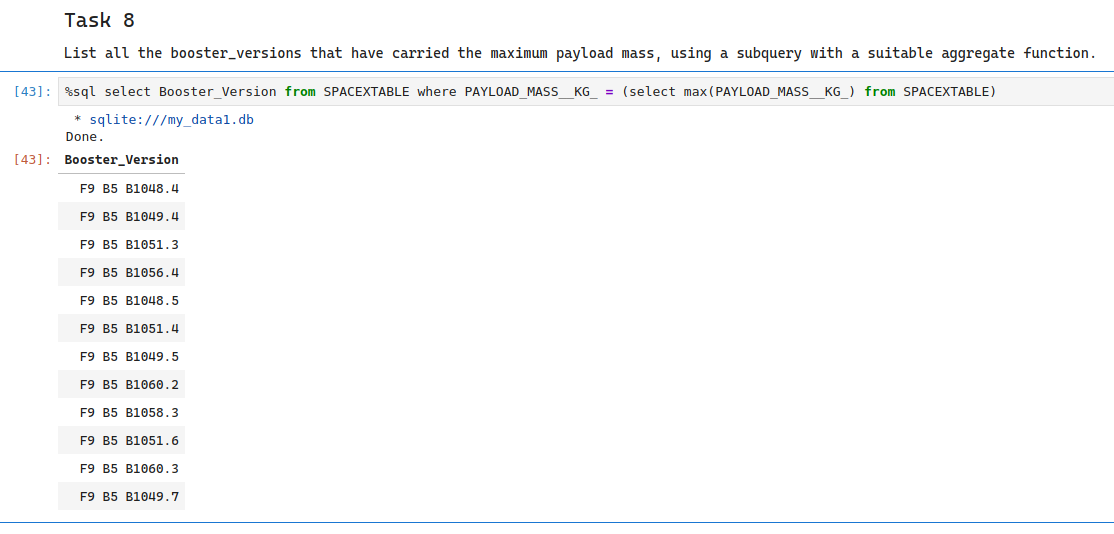 Task 8
List all the booster_versions that have carried the maximum payload mass, using a subquery with a suitable aggregate function.
[43]: %sql select Booster_Version from SPACEXTABLE where PAYLOAD_MASS__KG_ = (select max(PAYLOAD_MASS__KG_) from SPACEXTABLE)
* sqlite:///my_data1.db
Done.
[43]: Booster_Version
F9 B5 B1048.4
F9 B5 B1049.4
F9 B5 B1051.3
F9 B5 B1056.4
F9 B5 B1048.5
F9 B5 B1051.4
F9 B5 B1049.5
F9 B5 B1060.2
F9 B5 B1058.3
F9 B5 B1051.6
F9 B5 B1060.3
F9 B5 B1049.7